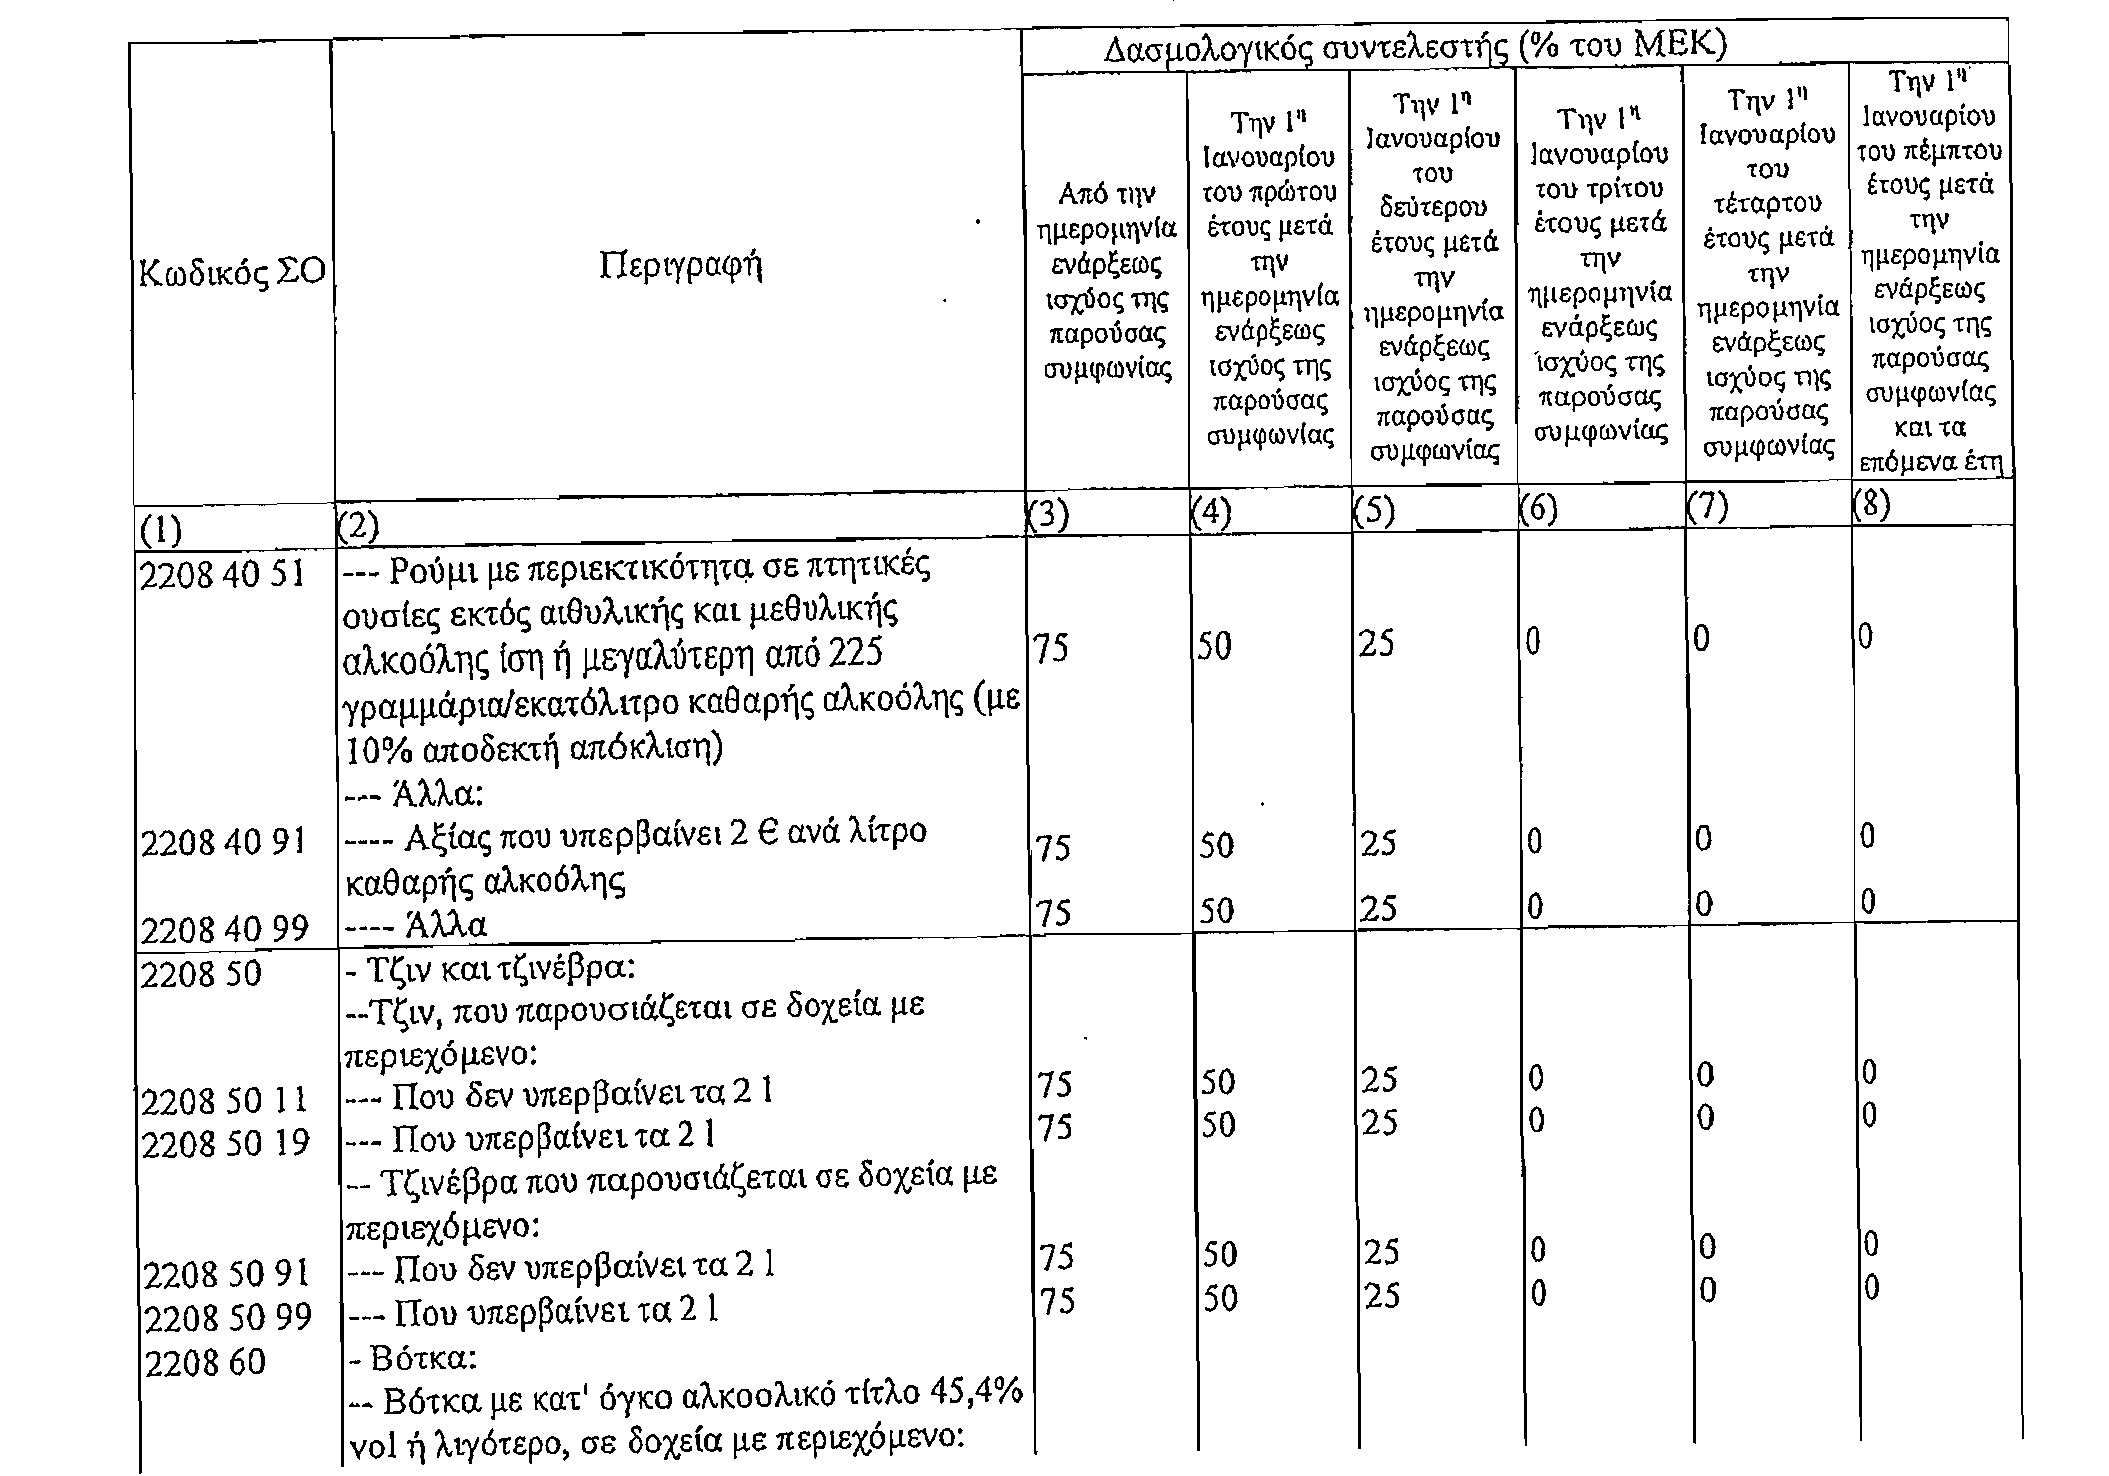 Δασμολογικός συντελεστής (% του ΜΕΚ)
Κωδικός ΣΟ
Περιγραφή
Από την
ημερομηνία
ενάρξεως
ισχύος της
παρούσας
συμφωνίας
Την 1η
Ιανουαρίου
του πρώτου
έτους μετά
την
ημερομηνία
ενάρξεως
ισχύος της
παρούσας
συμφωνίας
Την 1η
Ιανουαρίου
του
δεύτερου
έτους μετά
την
ημερομηνία
ενάρξεως
ισχύος της
παρούσας
συμφωνίας
Την 1η
Ιανουαρίου
του τρίτου
έτους μετά
την
ημερομηνία
ενάρξεως
ισχύος της
παρούσας
συμφωνίας
Την 1η
Ιανουαρίου
του
τέταρτου
έτους μετά
την
ημερομηνία
ενάρξεως
ισχύος της
παρούσας
συμφωνίας
Την 1η
Ιανουαρίου
του πέμπτου
έτους μετά
την
ημερομηνία
ενάρξεως
ισχύος της
παρούσας
συμφωνίας
και τα
επόμενα έτη
(1) (2) (3) (4) (5) (6) (7) (8)
2208 40 51 --- Ρούμι με περιεκτικότητα σε πτητικές
ουσίες εκτός αιθυλικής και μεθυλικής
αλκοόλης ίση ή μεγαλύτερη από 225 75 50 25 0 0 0
γραμμάρια/εκατόλιτρο καθαρής αλκοόλης (με
10% αποδεκτή απόκλιση)
--- Άλλα:
2208 40 91 ---- Αξίας που υπερβαίνει 2 € ανά λίτρο 75 50 25 0 0 0
καθαρής αλκοόλης
2208 40 99 ---- Άλλα 75 50 25 0 0 0
2208 50 - Τζιν και τζινέβρα:
--Τζιν, που παρουσιάζεται σε δοχεία με
περιεχόμενο:
2208 50 11 --- Που δεν υπερβαίνει τα 2 l 75 50 25 0 0 0
2208 50 19 --- Που υπερβαίνει τα 2 l 75 50 25 0 0 0
-- Τζινέβρα που παρουσιάζεται σε δοχεία με
περιεχόμενο:
2208 50 91 --- Που δεν υπερβαίνει τα 2 l 75 50 25 0 0 0
2208 50 99 --- Που υπερβαίνει τα 2 l 75 50 25 0 0 0
2208 60 - Βότκα:
-- Βότκα με κατ' όγκο αλκοολικό τίτλο 45,4%
vol ή λιγότερο, σε δοχεία με περιεχόμενο: